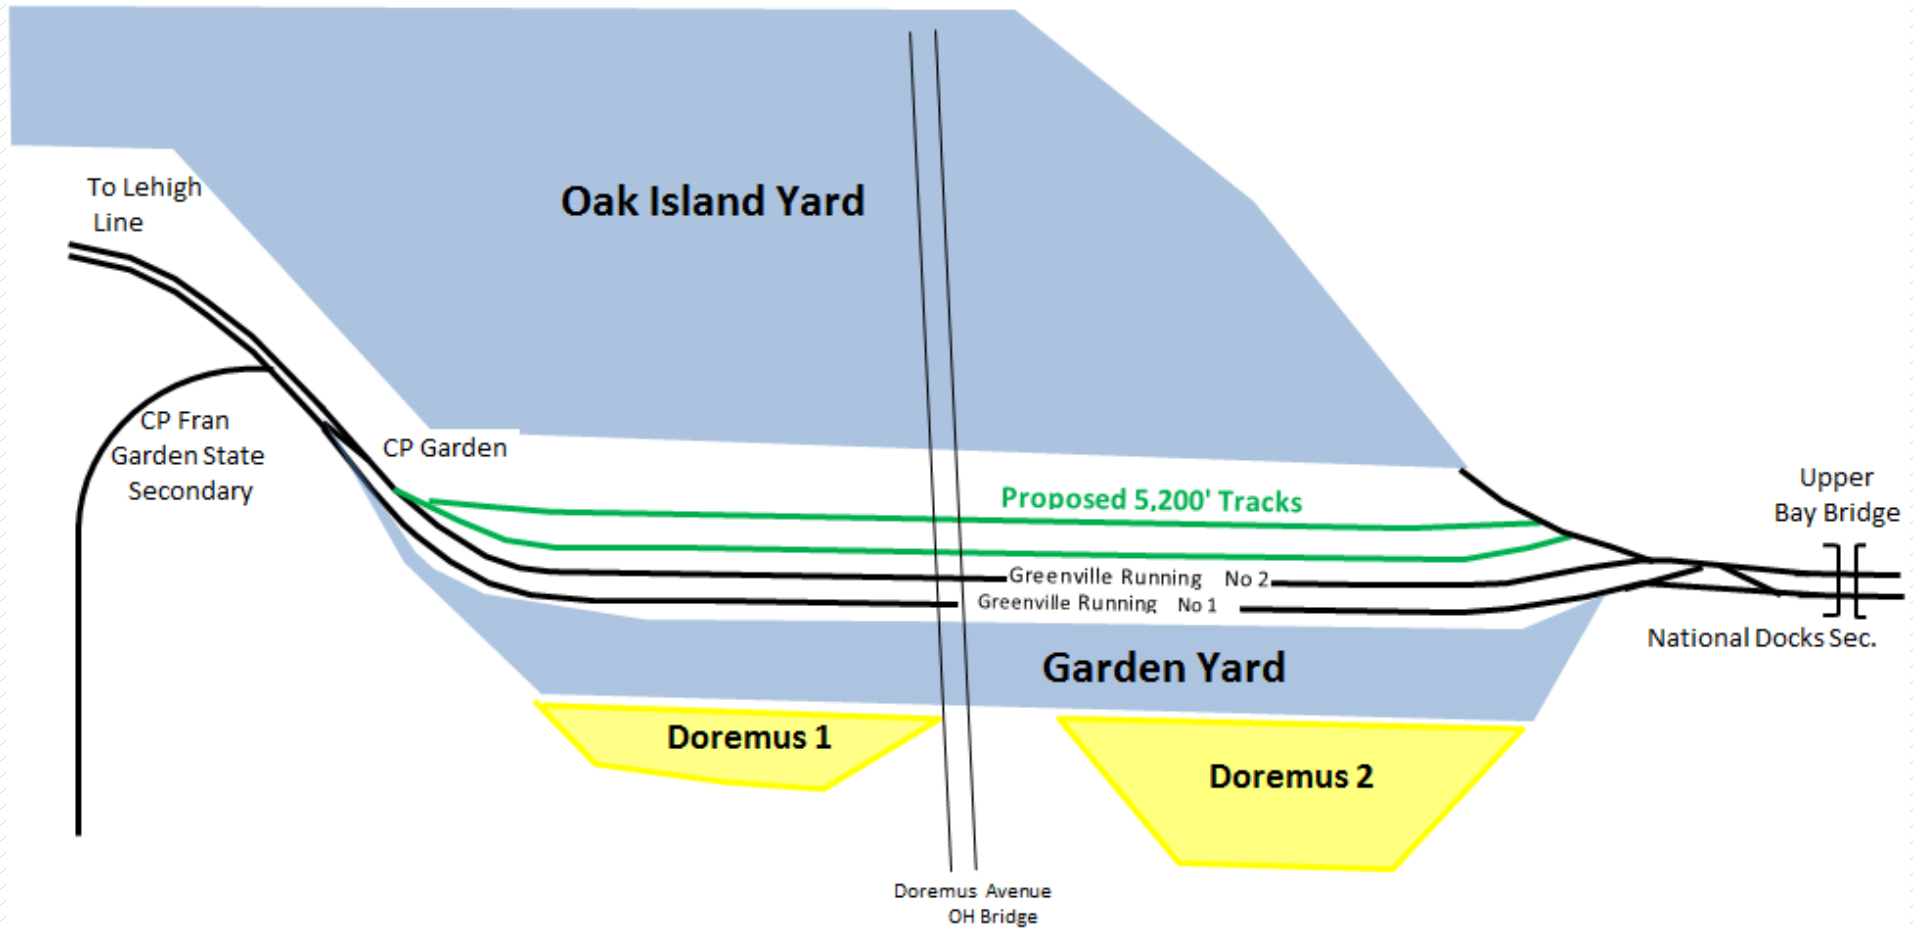 Oak Island Yard
To Lehigh
Line
CP Fran
Garden State
Secondary
CP Garden
Proposed 5,200' Tracks
Upper
Bay Bridge
Greenville Running No 2
Greenville Running No 1
National Docks Sec.
Garden Yard
Doremus 1
Doremus 2
Doremus Avenue
OH Bridge